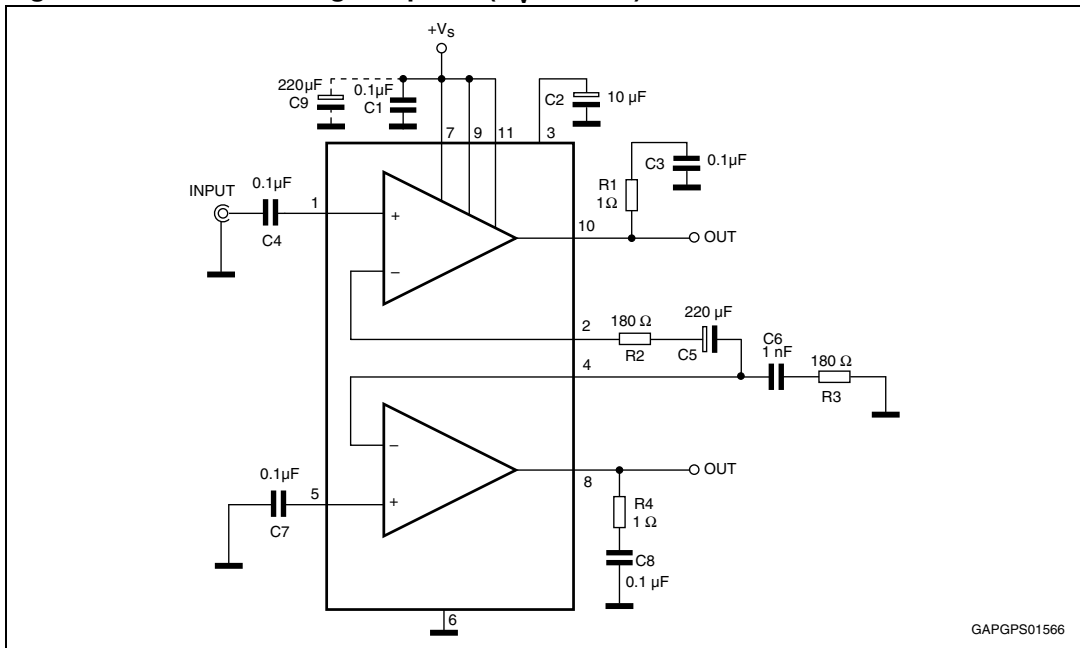 +Vs
220µF
C9
0.1µF
C1
C2
10 µF
7
9
11
3
C3
0.1µF
R1
1Ω
INPUT
0.1µF
C4
1
+
10
OUT
–
2
180 Ω
R2
220 µF
C5
C6
1 nF
180 Ω
R3
4
–
8
OUT
0.1µF
C7
5
+
R4
1 Ω
C8
0.1 µF
6
GAPGPS01566